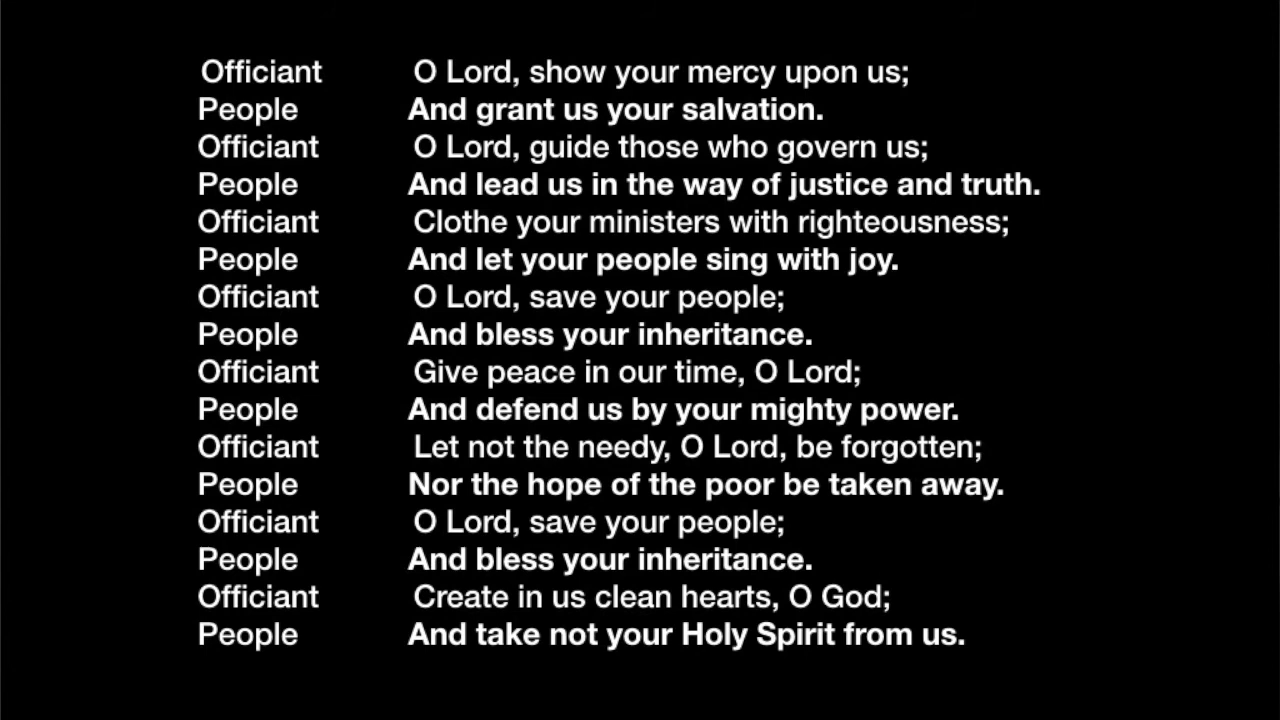 Officiant O Lord, show your mercy upon us;
People And grant us your salvation.
Officiant O Lord, guide those who govern us;
People And lead us in the way of justice and truth.
Officiant Clothe your ministers with righteousness;
People And let your people sing with joy.
Officiant O Lord, save your people;
People And bless your inheritance.
Officiant Give peace in our time, O Lord;
People And defend us by your mighty power.
Officiant Let not the needy, O Lord, be forgotten;
People Nor the hope of the poor be taken away.
Officiant O Lord, save your people;
People And bless your inheritance.
Officiant Create in us clean hearts, O God;
People And take not your Holy Spirit from us.